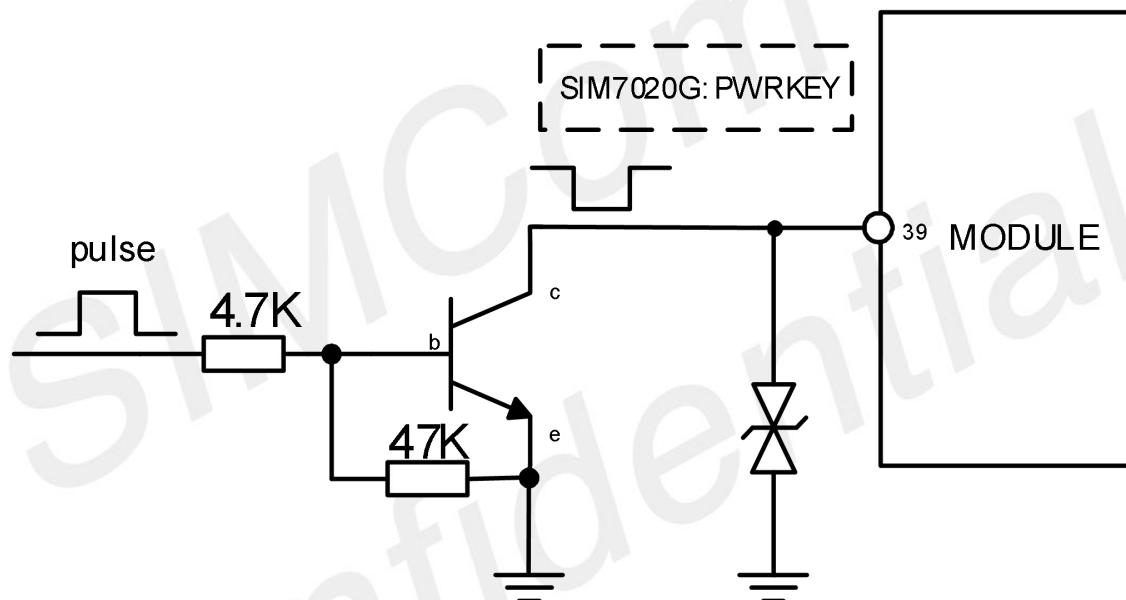 SIMCom
Confidential
SIM7020G: PWRKEY
39
MODULE
pulse
4.7K
c
b
47K
e